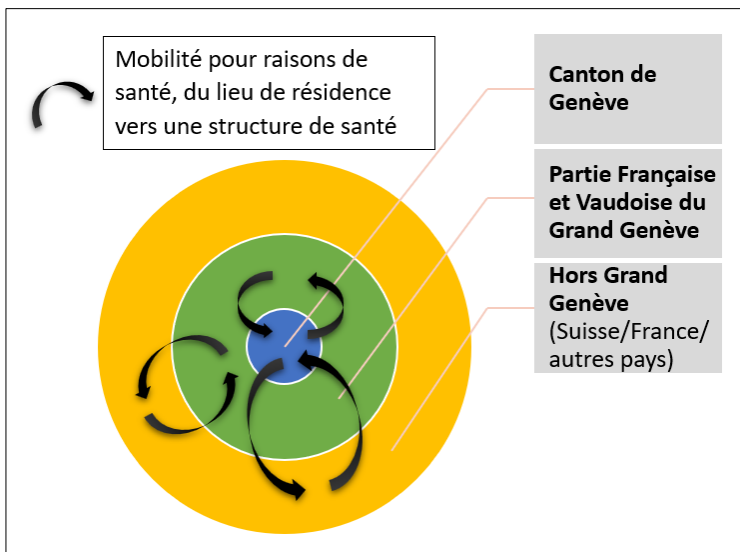 Mobilité pour raisons de
santé, du lieu de résidence
vers une structure de santé
Canton de
Genève
Partie Française
et Vaudoise du
Grand Genève
Hors Grand
Genève
(Suisse/France/
autres pays)